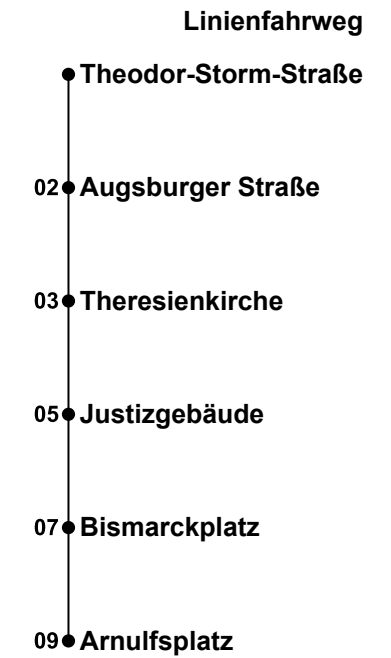 Linienfahrweg
Theodor-Storm-Straße
02 Augsburger Straße
03 Theresienkirche
05 Justizgebäude
07 Bismarckplatz
09 Arnulfsplatz